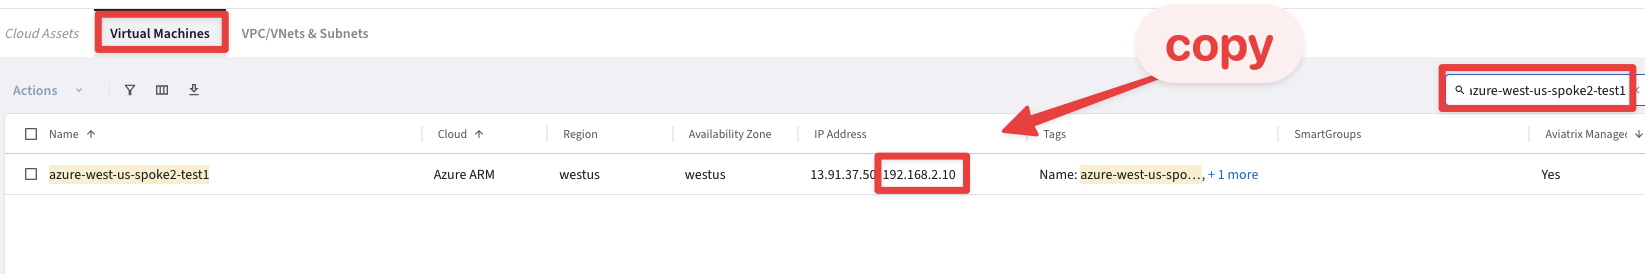 Cloud Assets Virtual Machines VPC/VNets & Subnets
copy
Actions
zure-west-us-spoke2-test1
Name Cloud Region Availability Zone IP Address Tags SmartGroups Aviatrix Manage
azure-west-us-spoke2-test1 Azure ARM westus westus 13.91.37.50 192.168.2.10 Name: azure-west-us-spo…, + 1 more Yes